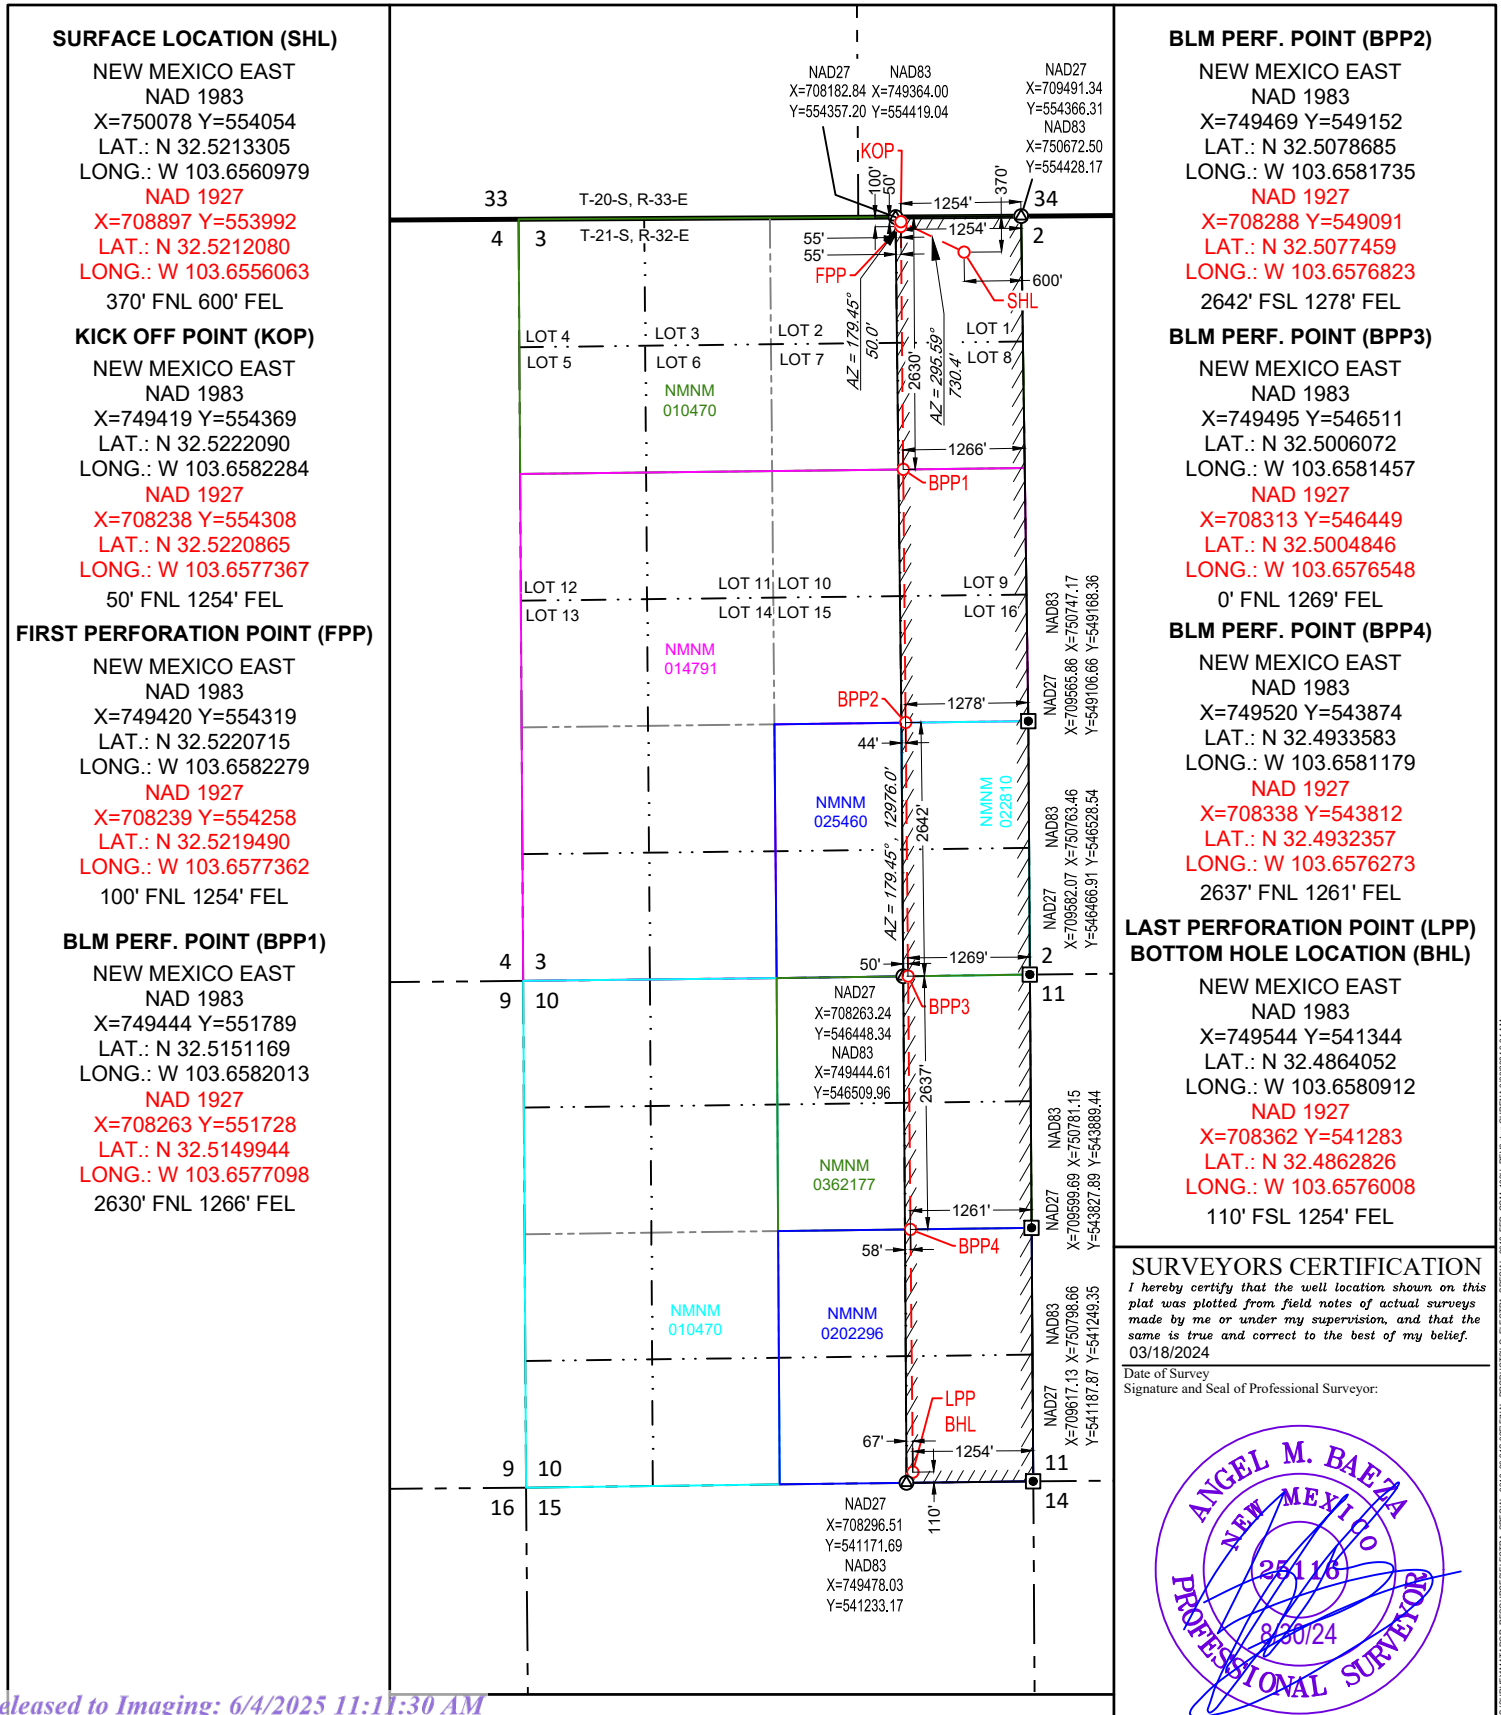 SURFACE LOCATION (SHL)
NEW MEXICO EAST
NAD 1983
X=750078 Y=554054
LAT.: N 32.5213305
LONG.: W 103.6560979
NAD 1927
X=708897 Y=553992
LAT.: N 32.5212080
LONG.: W 103.6556063
370' FNL 600' FEL
KICK OFF POINT (KOP)
NEW MEXICO EAST
NAD 1983
X=749419 Y=554369
LAT.: N 32.5222090
LONG.: W 103.6582284
NAD 1927
X=708238 Y=554308
LAT.: N 32.5220865
LONG.: W 103.6577367
50' FNL 1254' FEL
FIRST PERFORATION POINT (FPP)
NEW MEXICO EAST
NAD 1983
X=749420 Y=554319
LAT.: N 32.5220715
LONG.: W 103.6582279
NAD 1927
X=708239 Y=554258
LAT.: N 32.5219490
LONG.: W 103.6577362
100' FNL 1254' FEL
BLM PERF. POINT (BPP1)
NEW MEXICO EAST
NAD 1983
X=749444 Y=551789
LAT.: N 32.5151169
LONG.: W 103.6582013
NAD 1927
X=708263 Y=551728
LAT.: N 32.5149944
LONG.: W 103.6577098
2630' FNL 1266' FEL
NAD27
X=708182.84
Y=554357.20
NAD83
X=749364.00
Y=554419.04
NAD27
X=709491.34
Y=554366.31
NAD83
X=750672.50
Y=554428.17
KOP
100'
50'
370'
1254'
33
T-20-S, R-33-E
34
4
3
T-21-S, R-32-E
2
1254'
55'
55'
FPP
600'
SHL
AZ = 179.45°
50.0'
2630'
AZ = 295.59°
730.4'
LOT 4
LOT 3
LOT 2
LOT 1
LOT 5
LOT 6
LOT 7
LOT 8
NMNM
010470
1266'
BPP1
LOT 12
LOT 11
LOT 10
LOT 9
LOT 13
LOT 14
LOT 15
LOT 16
NMNM
014791
NAD83
X=750747.17
Y=549168.36
NAD27
X=709565.86
Y=549106.66
BPP2
1278'
44'
NMNM
025460
NMNM
022810
AZ = 179.45°, 12976.0'
2642'
NAD83
X=750763.46
Y=546528.54
NAD27
X=709582.07
Y=546466.91
4
3
50'
1269'
2
9
10
BPP3
11
NAD27
X=708263.24
Y=546448.34
NAD83
X=749444.61
Y=546509.96
2637'
NMNM
0362177
NAD83
X=750781.15
Y=543889.44
NAD27
X=709599.69
Y=543827.89
1261'
BPP4
58'
NMNM
010470
NMNM
0202296
NAD83
X=750798.66
Y=541249.35
NAD27
X=709617.13
Y=541187.87
LPP
BHL
67'
1254'
9
10
11
16
15
14
110'
NAD27
X=708296.51
Y=541171.69
NAD83
X=749478.03
Y=541233.17
BLM PERF. POINT (BPP2)
NEW MEXICO EAST
NAD 1983
X=749469 Y=549152
LAT.: N 32.5078685
LONG.: W 103.6581735
NAD 1927
X=708288 Y=549091
LAT.: N 32.5077459
LONG.: W 103.6576823
2642' FSL 1278' FEL
BLM PERF. POINT (BPP3)
NEW MEXICO EAST
NAD 1983
X=749495 Y=546511
LAT.: N 32.5006072
LONG.: W 103.6581457
NAD 1927
X=708313 Y=546449
LAT.: N 32.5004846
LONG.: W 103.6576548
0' FNL 1269' FEL
BLM PERF. POINT (BPP4)
NEW MEXICO EAST
NAD 1983
X=749520 Y=543874
LAT.: N 32.4933583
LONG.: W 103.6581179
NAD 1927
X=708338 Y=543812
LAT.: N 32.4932357
LONG.: W 103.6576273
2637' FNL 1261' FEL
LAST PERFORATION POINT (LPP)
BOTTOM HOLE LOCATION (BHL)
NEW MEXICO EAST
NAD 1983
X=749544 Y=541344
LAT.: N 32.4864052
LONG.: W 103.6580912
NAD 1927
X=708362 Y=541283
LAT.: N 32.4862826
LONG.: W 103.6576008
110' FSL 1254' FEL
SURVEYORS CERTIFICATION
I hereby certify that the well location shown on this
plat was plotted from field notes of actual surveys
made by me or under my supervision, and that the
same is true and correct to the best of my belief.
03/18/2024
Date of Survey
Signature and Seal of Professional Surveyor:
ANGEL M. BAEZA
NEW MEXICO
25116
8/30/24
PROFESSIONAL SURVEYOR
eleased to Imaging: 6/4/2025 11:11:30 AM